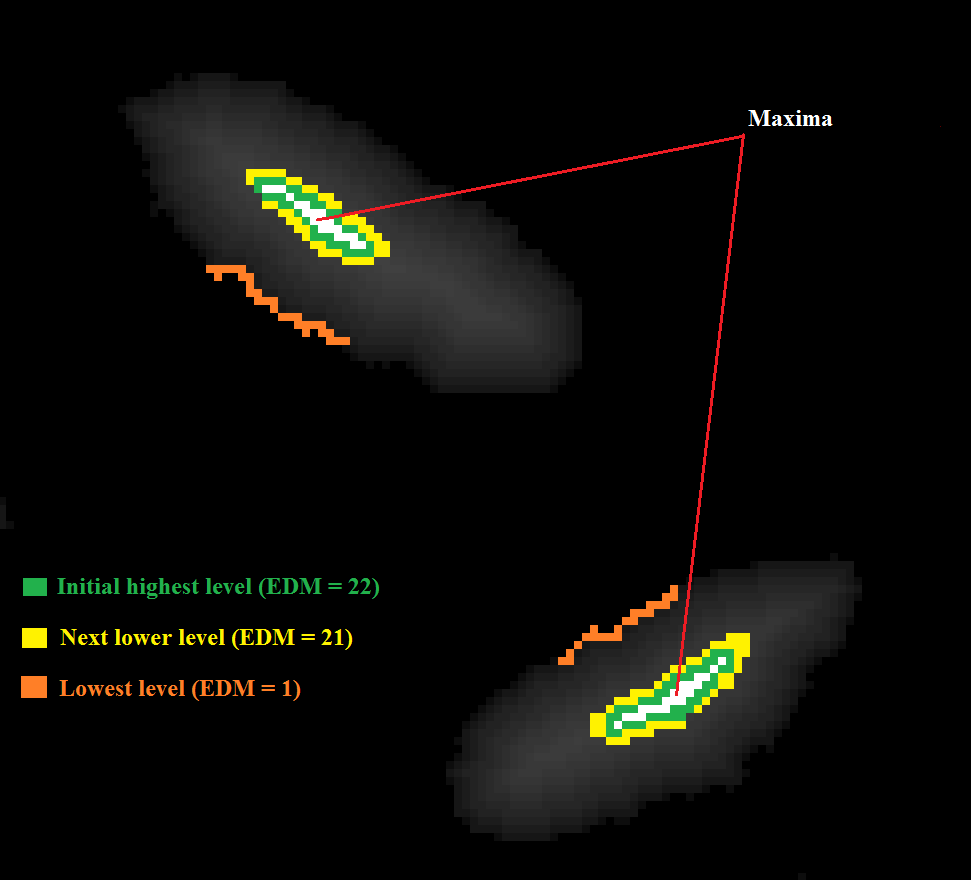 Maxima
Initial highest level (EDM = 22)
Next lower level (EDM = 21)
Lowest level (EDM = 1)